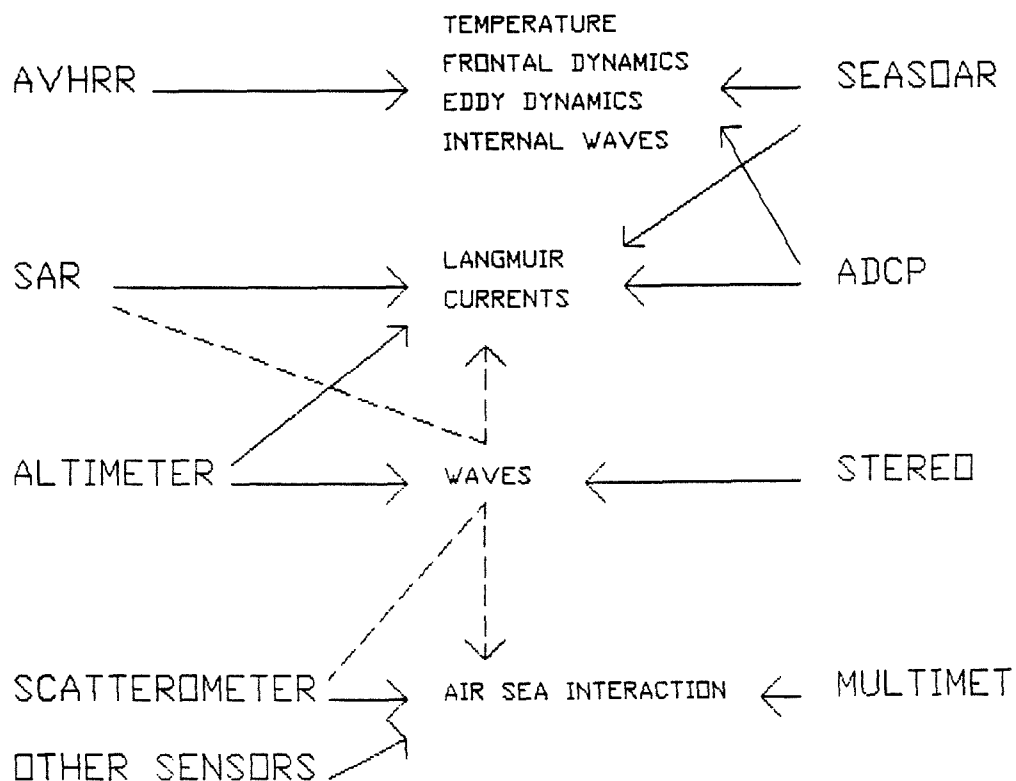 TEMPERATURE
FRONTAL DYNAMICS
EDDY DYNAMICS
INTERNAL WAVES
AVHRR
SEASOAR
SAR
LANGMUIR
CURRENTS
ADCP
ALTIMETER
WAVES
STEREO
SCATTEROMETER
AIR SEA INTERACTION
MULTIMET
OTHER SENSORS